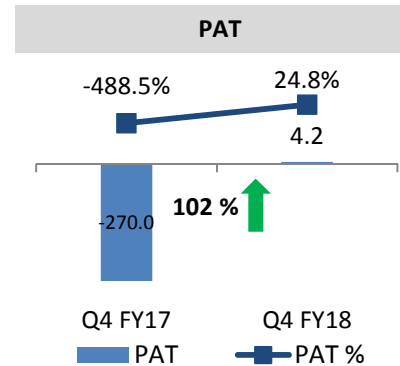 PAT
-488.5%
24.8%
4.2
-270.0
102 %
Q4 FY17
Q4 FY18
PAT
PAT %